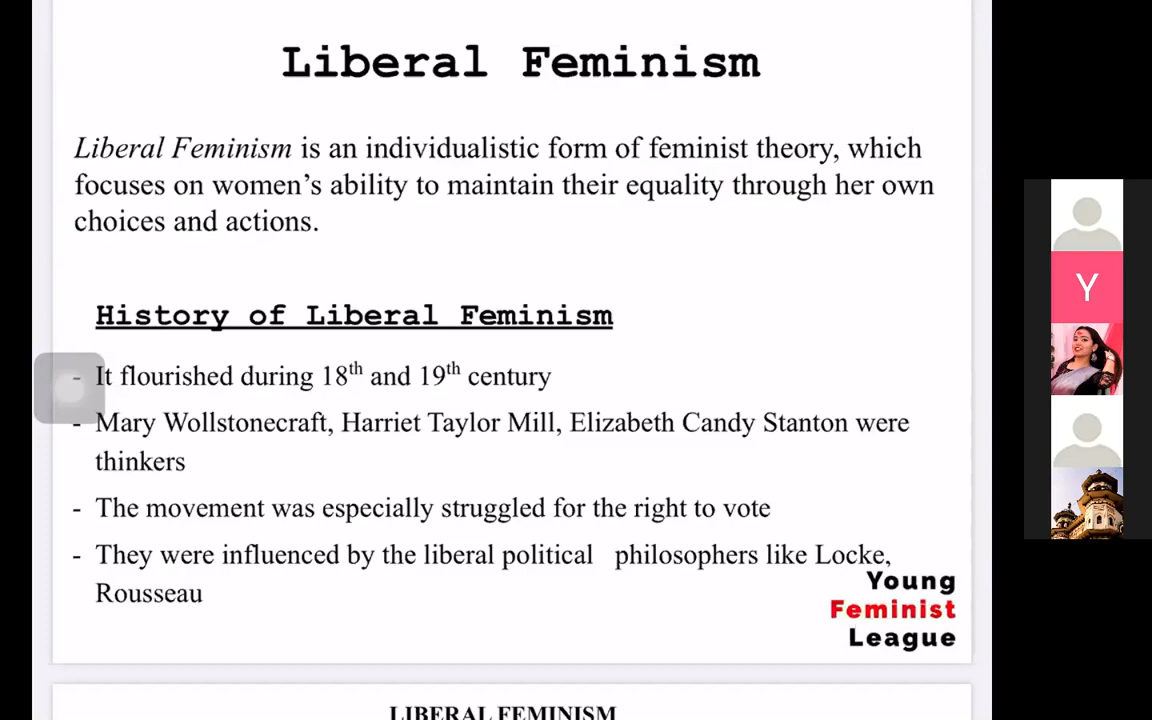 Liberal Feminism
Liberal Feminism is an individualistic form of feminist theory, which
focuses on women’s ability to maintain their equality through her own
choices and actions.
History of Liberal Feminism
- It flourished during 18th and 19th century
- Mary Wollstonecraft, Harriet Taylor Mill, Elizabeth Candy Stanton were
thinkers
- The movement was especially struggled for the right to vote
- They were influenced by the liberal political philosophers like Locke,
Rousseau
Young
Feminist
League
LIBERAL FEMINISM
Y